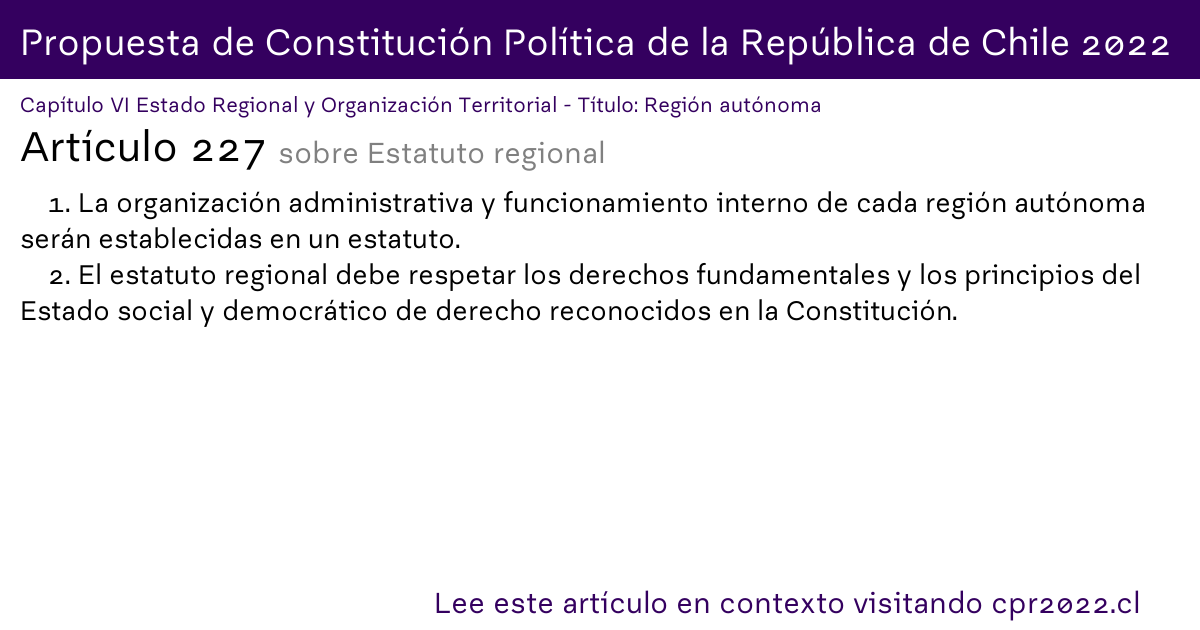 Propuesta de Constitución Política de la República de Chile 2022
Capítulo VI Estado Regional y Organización Territorial - Título: Región autónoma
Artículo 227 sobre Estatuto regional
1. La organización administrativa y funcionamiento interno de cada región autónoma
serán establecidas en un estatuto.
2. El estatuto regional debe respetar los derechos fundamentales y los principios del
Estado social y democrático de derecho reconocidos en la Constitución.
Lee este artículo en contexto visitando cpr2022.cl